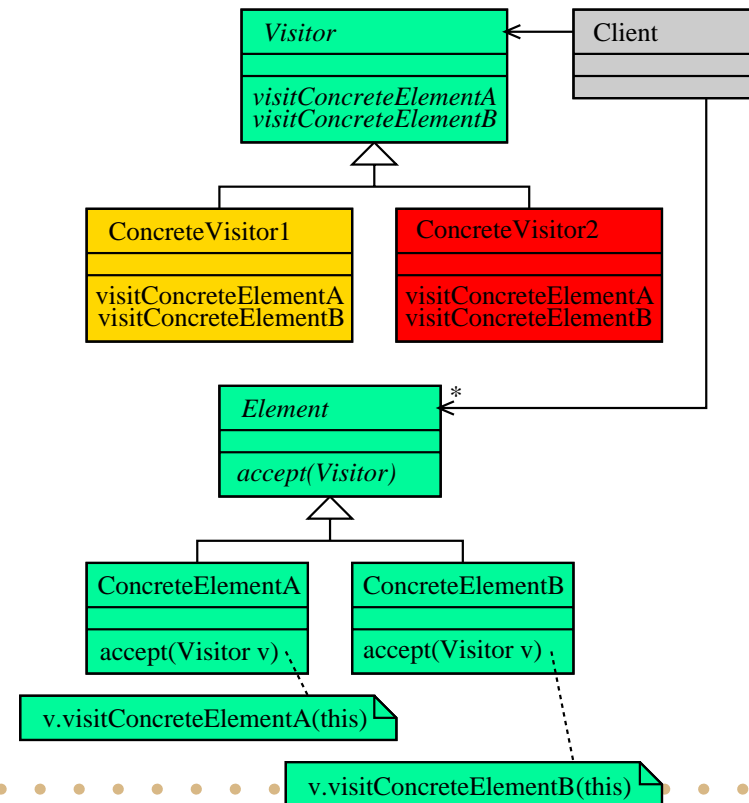 Visitor
visitConcreteElementA
visitConcreteElementB
Client
ConcreteVisitor1
visitConcreteElementA
visitConcreteElementB
ConcreteVisitor2
visitConcreteElementA
visitConcreteElementB
*
Element
accept(Visitor)
ConcreteElementA
accept(Visitor v)
ConcreteElementB
accept(Visitor v)
v.visitConcreteElementA(this)
v.visitConcreteElementB(this)